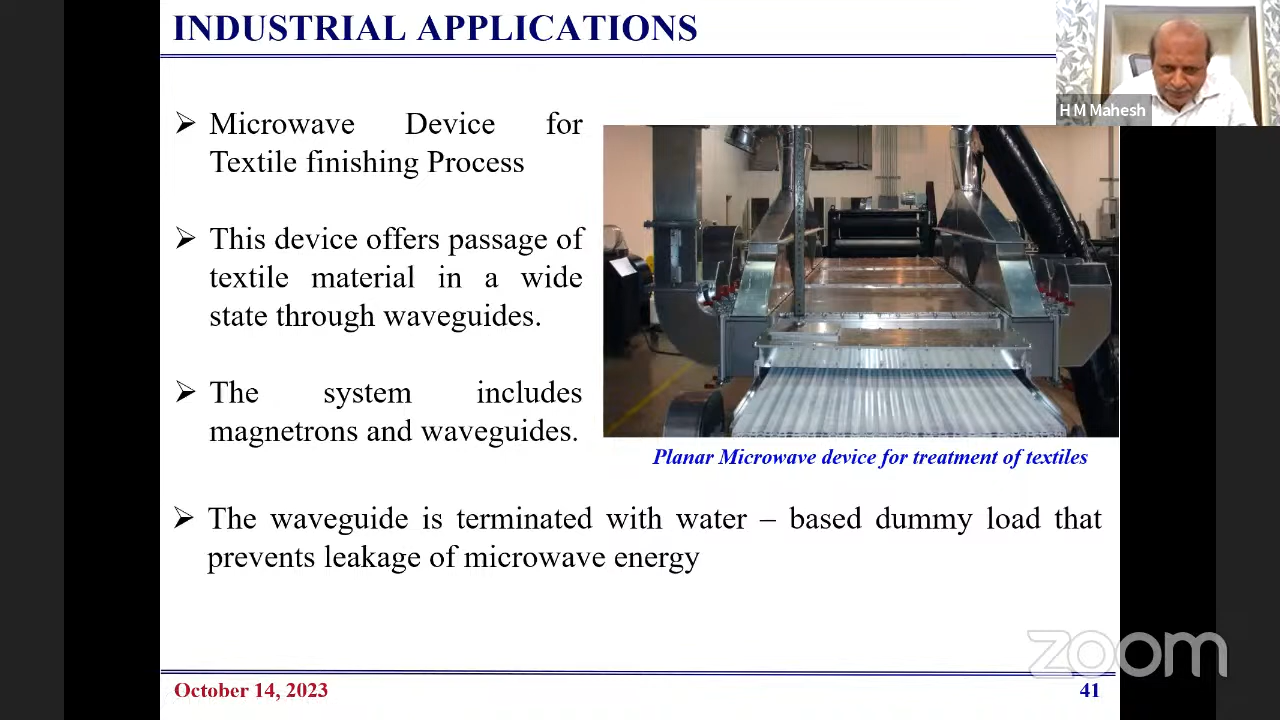 INDUSTRIAL APPLICATIONS
H M Mahesh
➢ Microwave Device for
Textile finishing Process
➢ This device offers passage of
textile material in a wide
state through waveguides.
➢ The system includes
magnetrons and waveguides.
Planar Microwave device for treatment of textiles
➢ The waveguide is terminated with water – based dummy load that
prevents leakage of microwave energy
zoom
October 14, 2023
41